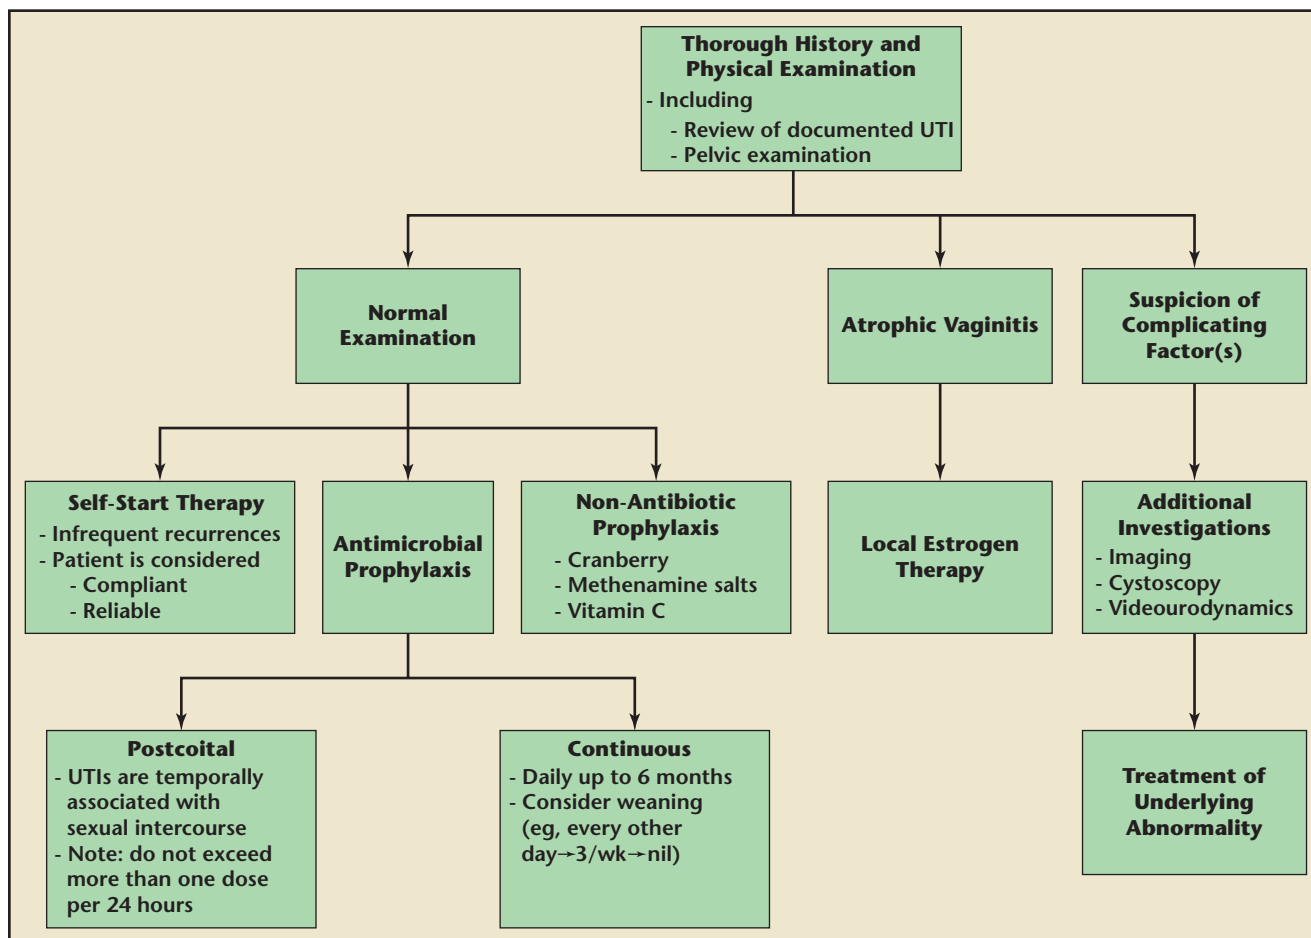 Thorough History and
Physical Examination
- Including
- Review of documented UTI
- Pelvic examination
Normal
Examination
Atrophic Vaginitis
Suspicion of
Complicating
Factor(s)
Self-Start Therapy
- Infrequent recurrences
- Patient is considered
- Compliant
- Reliable
Antimicrobial
Prophylaxis
Non-Antibiotic
Prophylaxis
- Cranberry
- Methenamine salts
- Vitamin C
Local Estrogen
Therapy
Additional
Investigations
- Imaging
- Cystoscopy
- Videourodynamics
Postcoital
- UTIs are temporally
associated with
sexual intercourse
- Note: do not exceed
more than one dose
per 24 hours
Continuous
- Daily up to 6 months
- Consider weaning
(eg, every other
day→3/wk→nil)
Treatment of
Underlying
Abnormality